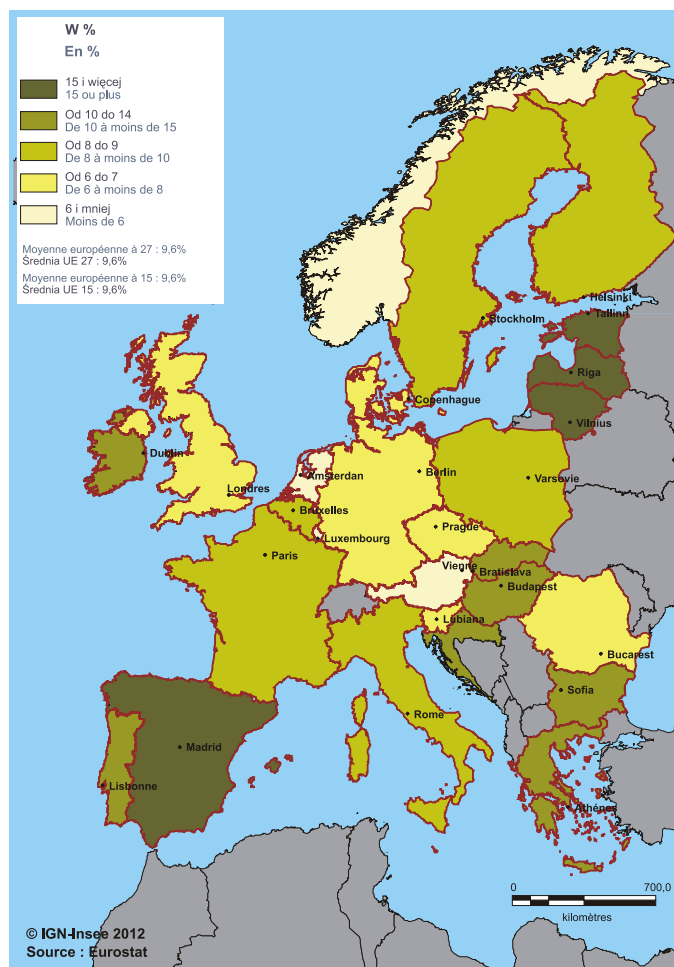 W %
En %
15 i więcej
15 ou plus
Od 10 do 14
De 10 à moins de 15
Od 8 do 9
De 8 à moins de 10
Od 6 do 7
De 6 à moins de 8
6 i mniej
Moins de 6
Moyenne européenne à 27 : 9,6%
Średnia UE 27 : 9,6%
Moyenne européenne à 15 : 9,6%
Średnia UE 15 : 9,6%
Helsinki
Tallinn
Stockholm
Riga
Copenhague
Vilnius
Dublin
Berlin
Amsterdan
Varsovie
Londres
Bruxelles
Prague
Luxembourg
Paris
Vienne
Bratislava
Budapest
Lubiana
Bucarest
Sofia
Rome
Madrid
Lisbonne
Athénes
0 700,0
kilomètres
© IGN-Insee 2012
Source : Eurostat